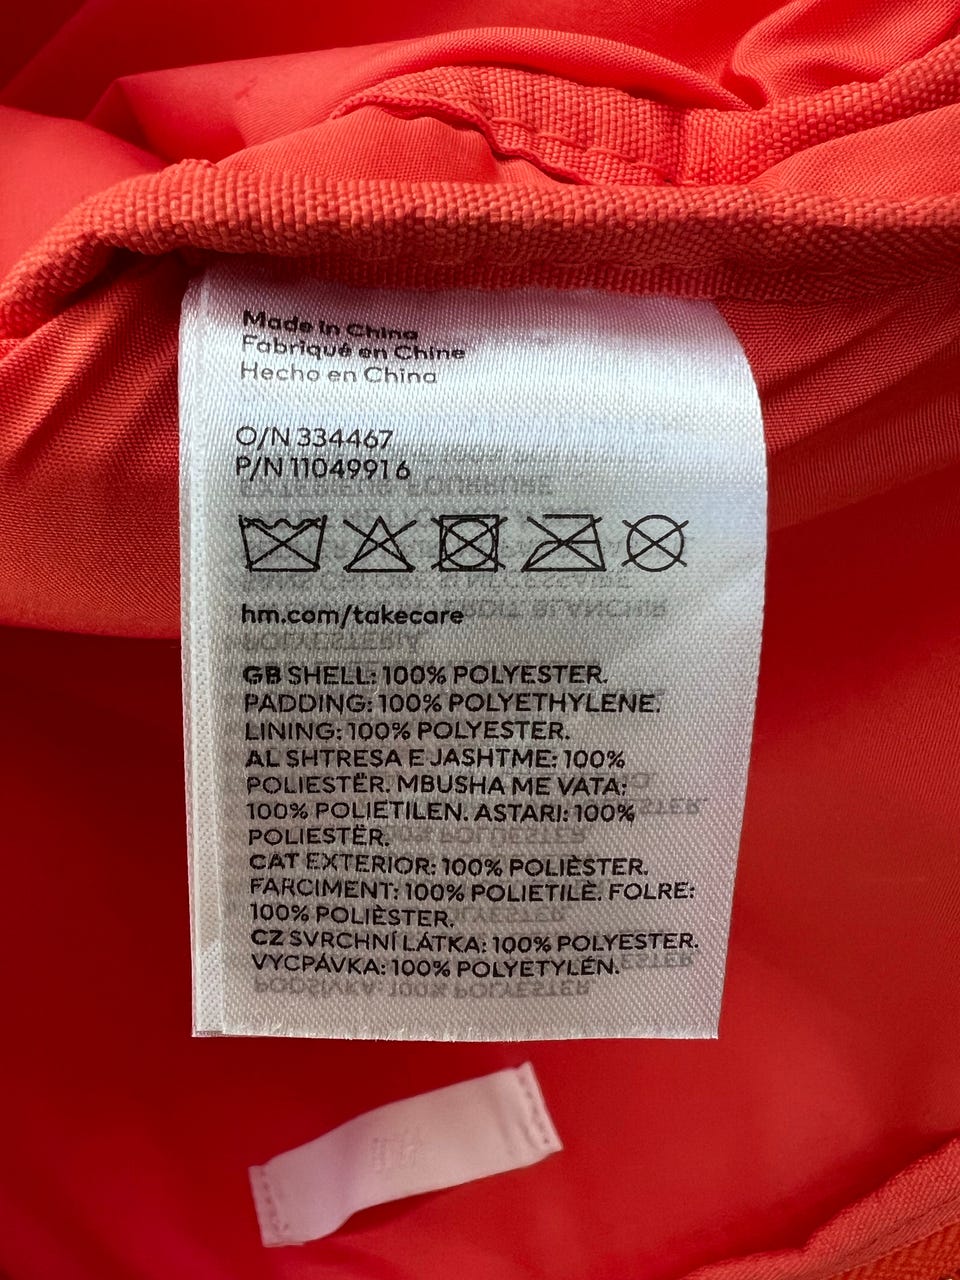 Made in China
Fabriqué en Chine
Hecho en China
O/N 334467
P/N 11049916
hm.com/takecare
GB SHELL: 100% POLYESTER.
PADDING: 100% POLYETHYLENE.
LINING: 100% POLYESTER.
AL SHTRESA E JASHTME: 100%
POLIESTËR. MBUSHA ME VATA:
100% POLIETILEN. ASTARI: 100%
POLIESTËR.
CAT EXTERIOR: 100% POLIÈSTER.
FARCIMENT: 100% POLIETILÈ. FOLRE:
100% POLIÈSTER.
CZ SVRCHNÍ LÁTKA: 100% POLYESTER.
VÝCPÁVKA: 100% POLYETYLÉN.